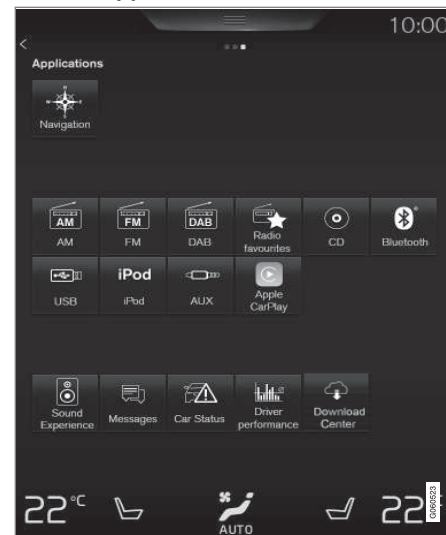 10:00
Applications
Navigation
AM
FM
DAB
AM
FM
DAB
Radio
favourites
CD
Bluetooth
iPod
USB
iPod
AUX
Apple
CarPlay
Sound
Experience
Messages
Car Status
Driver
performance
Download
Center
22°C
AUTO
22
G060523